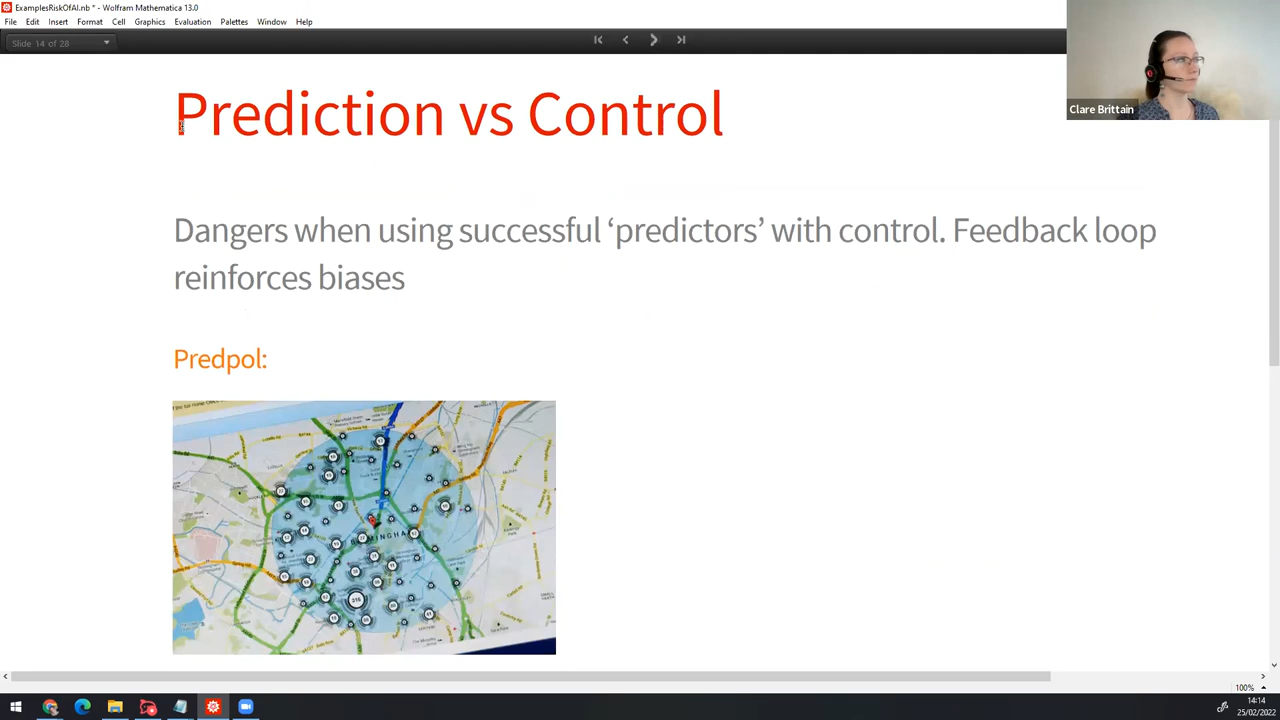 ExamplesRiskOfAI.nb * - Wolfram Mathematica 13.0
File Edit Insert Format Cell Graphics Evaluation Palettes Window Help
Slide 14 of 28
Clare Brittain
Prediction vs Control
Dangers when using successful ‘predictors’ with control. Feedback loop
reinforces biases
Predpol:
BIRMINGHAM
316
100%
14:14
25/02/2022